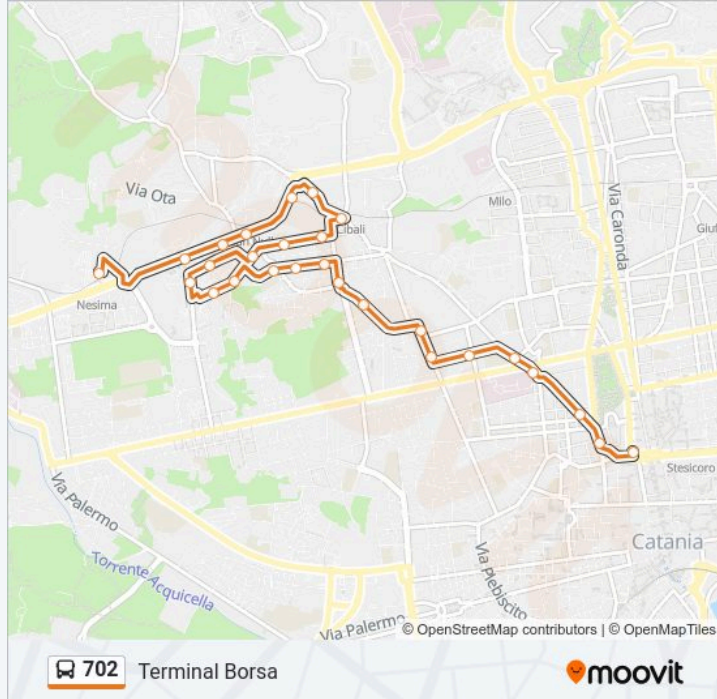 Via Ota
Milo
Via Caronda
Cibali
Nesima
Stesicoro
Via Palermo
Torrente Acquicella
Via Plebiscito
Catania
Via Palermo
© OpenStreetMap contributors | © OpenMapTiles
702 Terminal Borsa
moovit